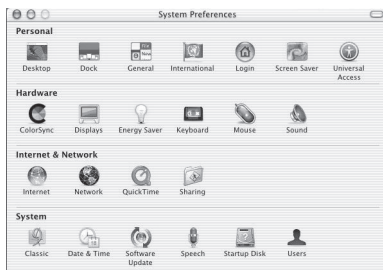 System Preferences
Personal
Desktop Dock General International Login Screen Saver Universal Access
Hardware
ColorSync Displays Energy Saver Keyboard Mouse Sound
Internet & Network
Internet Network QuickTime Sharing
System
Classic Date & Time Software Update Speech Startup Disk Users